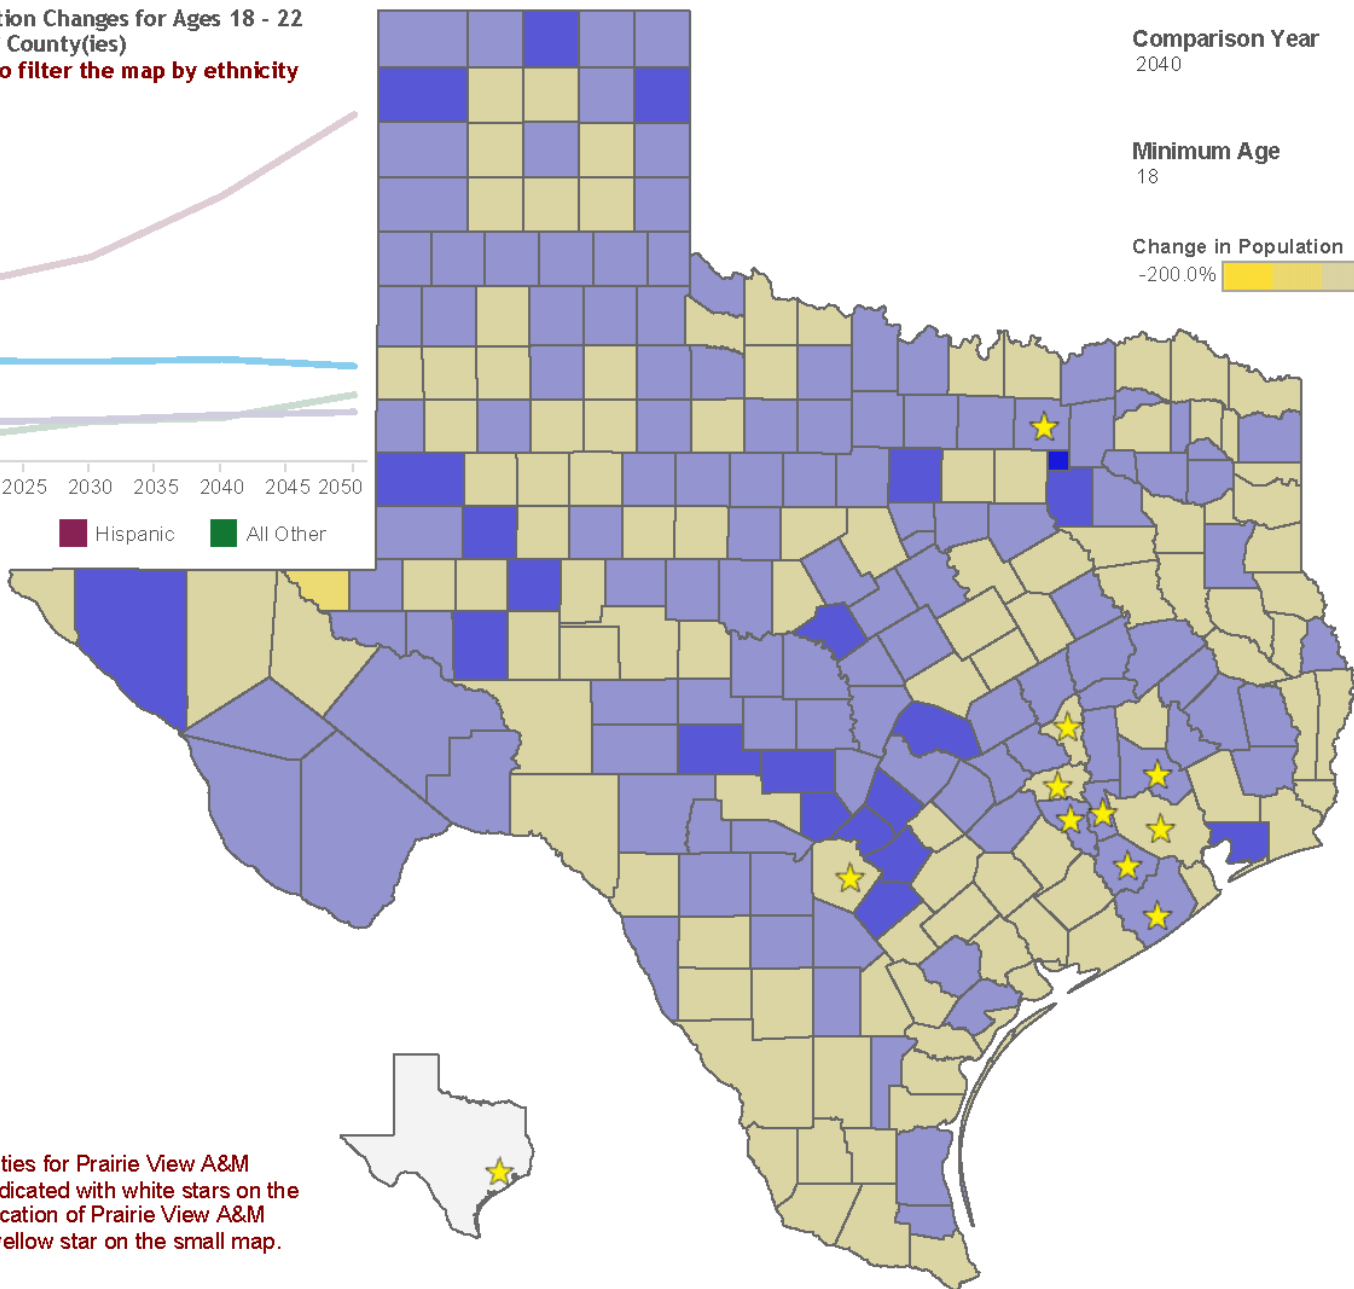 tion Changes for Ages 18 - 22
County(ies)
o filter the map by ethnicity
2025 2030 2035 2040 2045 2050
Hispanic
All Other
Comparison Year
2040
Minimum Age
18
Change in Population
-200.0%
ties for Prairie View A&M
dicated with white stars on the
cation of Prairie View A&M
yellow star on the small map.